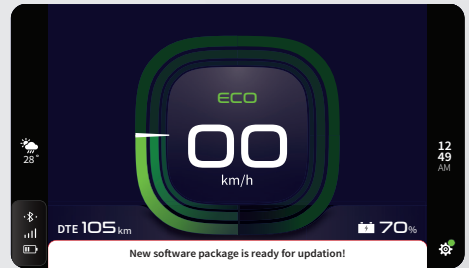 ECO
00
km/h
28°
12
49
AM
DTE 105 km
70%
New software package is ready for updation!